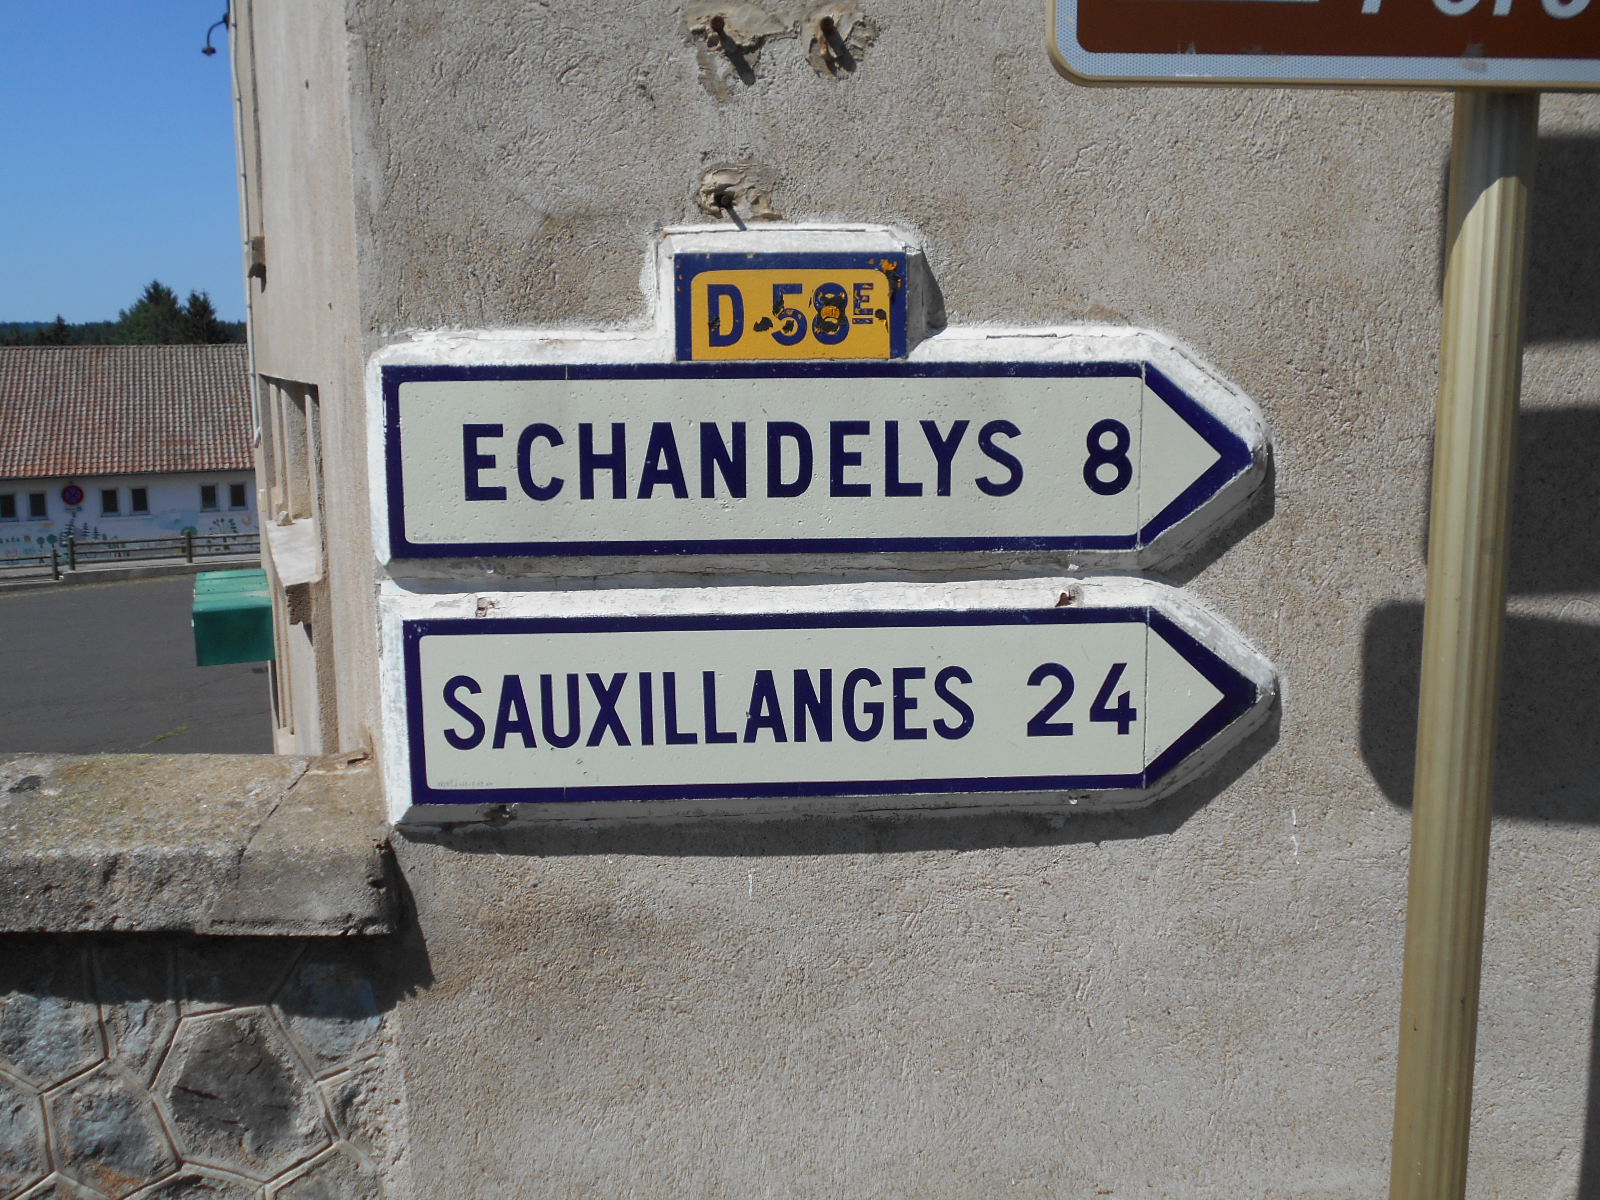 D.58E
ECHANDELYS 8
SAUXILLANGES 24